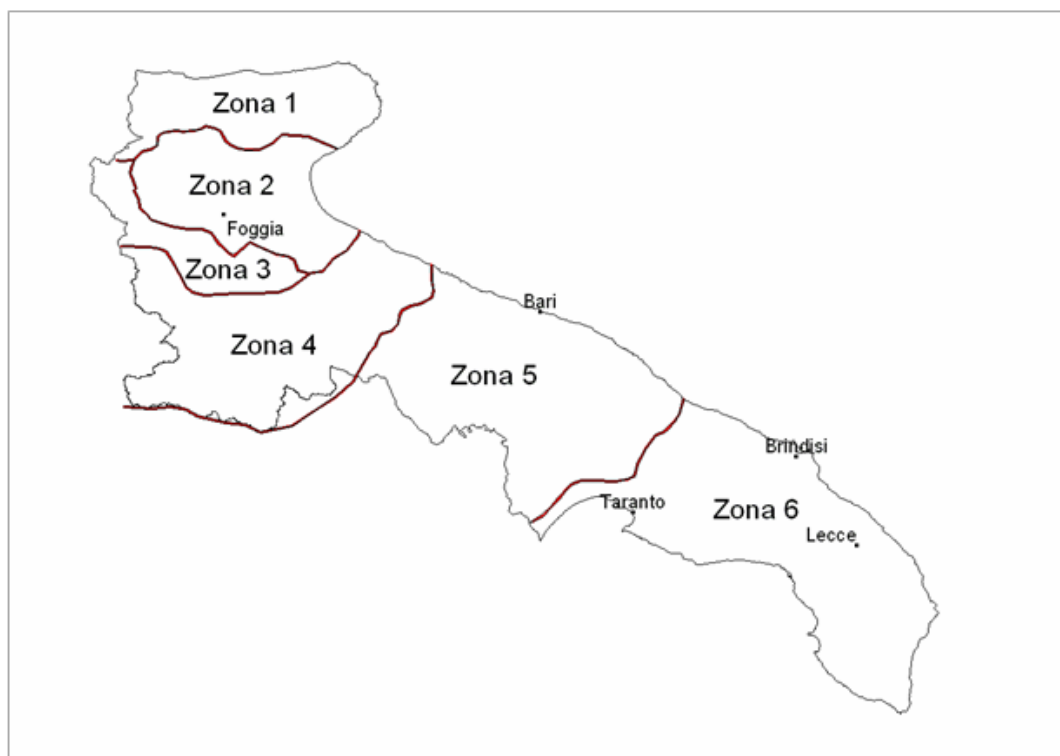 Zona 1
Zona 2
Foggia
Zona 3
Bari
Zona 4
Zona 5
Brindisi
Taranto
Zona 6
Lecce